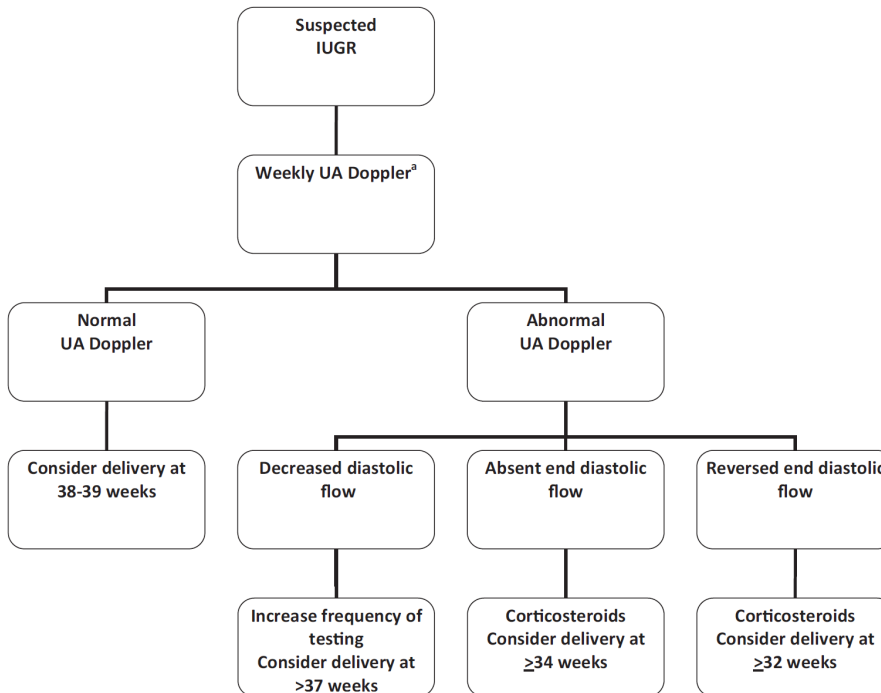 Suspected
IUGR
Weekly UA Dopplerᵃ
Normal
UA Doppler
Abnormal
UA Doppler
Consider delivery at
38-39 weeks
Decreased diastolic
flow
Absent end diastolic
flow
Reversed end diastolic
flow
Increase frequency of
testing
Consider delivery at
>37 weeks
Corticosteroids
Consider delivery at
≥34 weeks
Corticosteroids
Consider delivery at
≥32 weeks